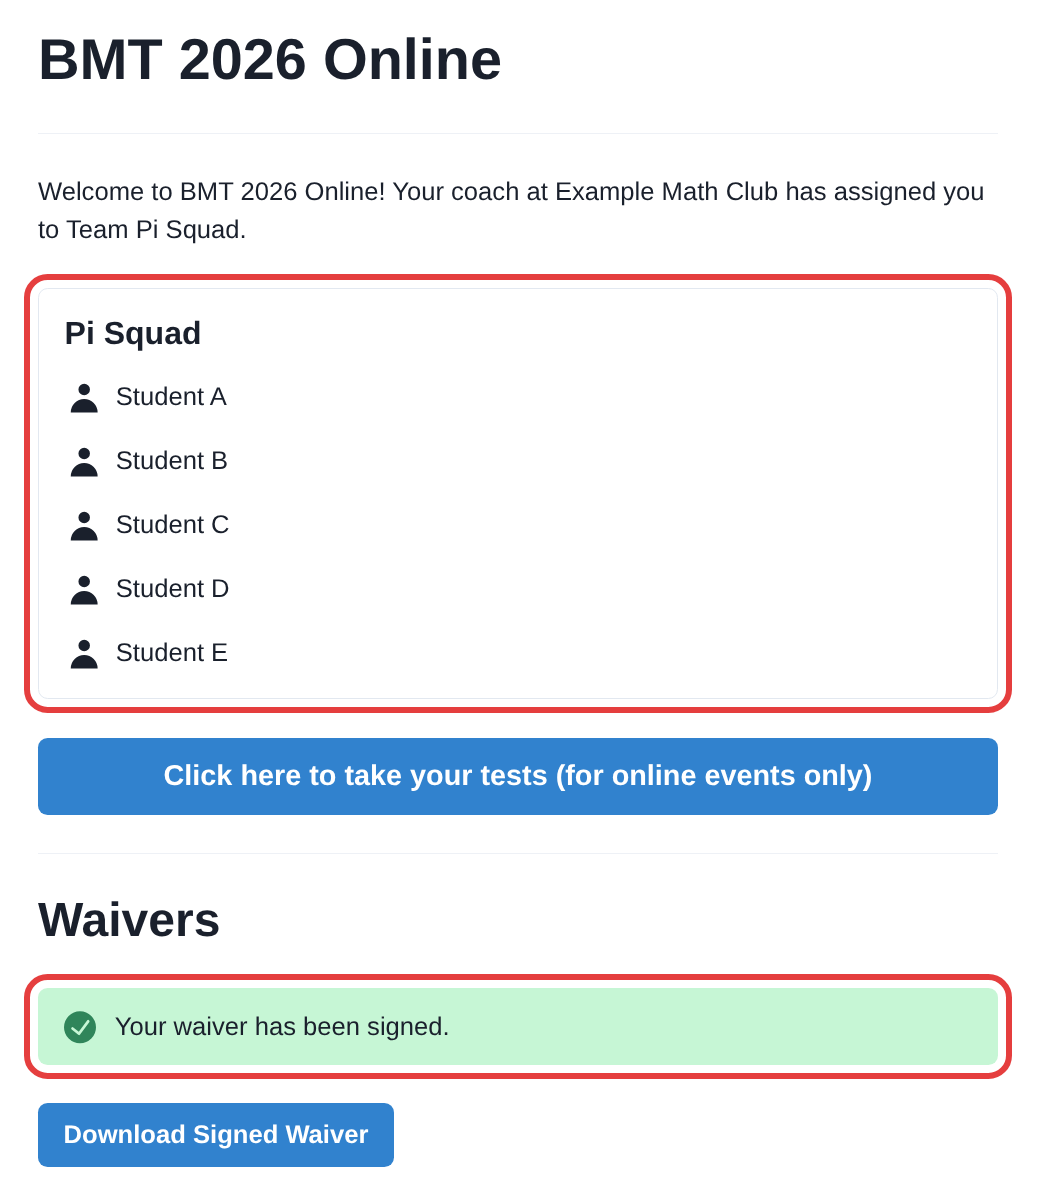 BMT 2026 Online
Welcome to BMT 2026 Online! Your coach at Example Math Club has assigned you
to Team Pi Squad.
Pi Squad
Student A
Student B
Student C
Student D
Student E
Click here to take your tests (for online events only)
Waivers
Your waiver has been signed.
Download Signed Waiver